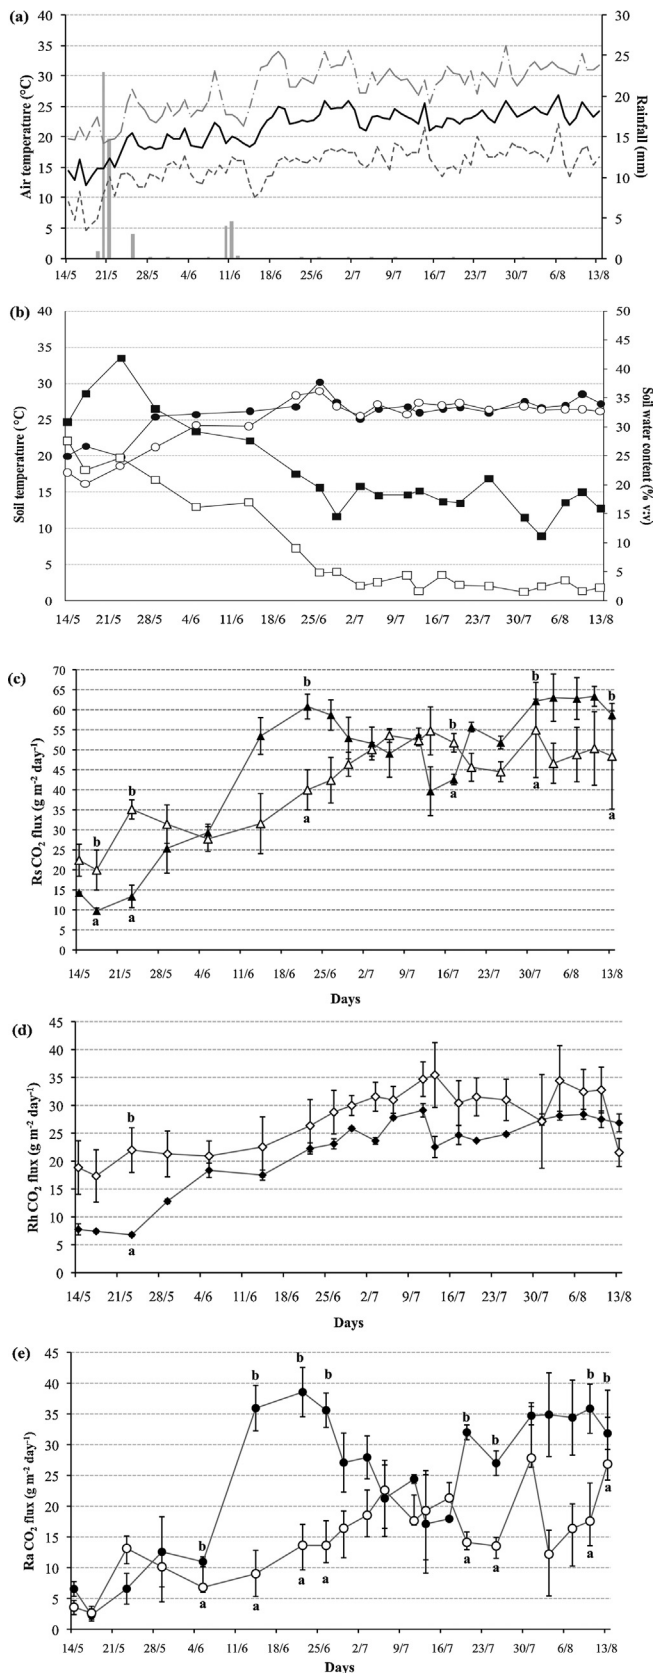 (a)
Air temperature (°C)
40
35
30
25
20
15
10
5
0
30
25
20
15
10
5
0
Rainfall (mm)
14/5 21/5 28/5 4/6 11/6 18/6 25/6 2/7 9/7 16/7 23/7 30/7 6/8 13/8
(b)
Soil temperature (°C)
40
35
30
25
20
15
10
5
0
50
45
40
35
30
25
20
15
10
5
0
Soil water content (% v:v)
14/5 21/5 28/5 4/6 11/6 18/6 25/6 2/7 9/7 16/7 23/7 30/7 6/8 13/8
(c)
Rs CO2 flux (g m-2 day-1)
70
65
60
55
50
45
40
35
30
25
20
15
10
5
0
b b b b b b
a a a a a a
14/5 21/5 28/5 4/6 11/6 18/6 25/6 2/7 9/7 16/7 23/7 30/7 6/8 13/8
Days
(d)
Rh CO2 flux (g m-2 day-1)
45
40
35
30
25
20
15
10
5
0
b
a
14/5 21/5 28/5 4/6 11/6 18/6 25/6 2/7 9/7 16/7 23/7 30/7 6/8 13/8
Days
(e)
Ra CO2 flux (g m-2 day-1)
45
40
35
30
25
20
15
10
5
0
b b b b b b b b
a a a a a a a a
14/5 21/5 28/5 4/6 11/6 18/6 25/6 2/7 9/7 16/7 23/7 30/7 6/8 13/8
Days